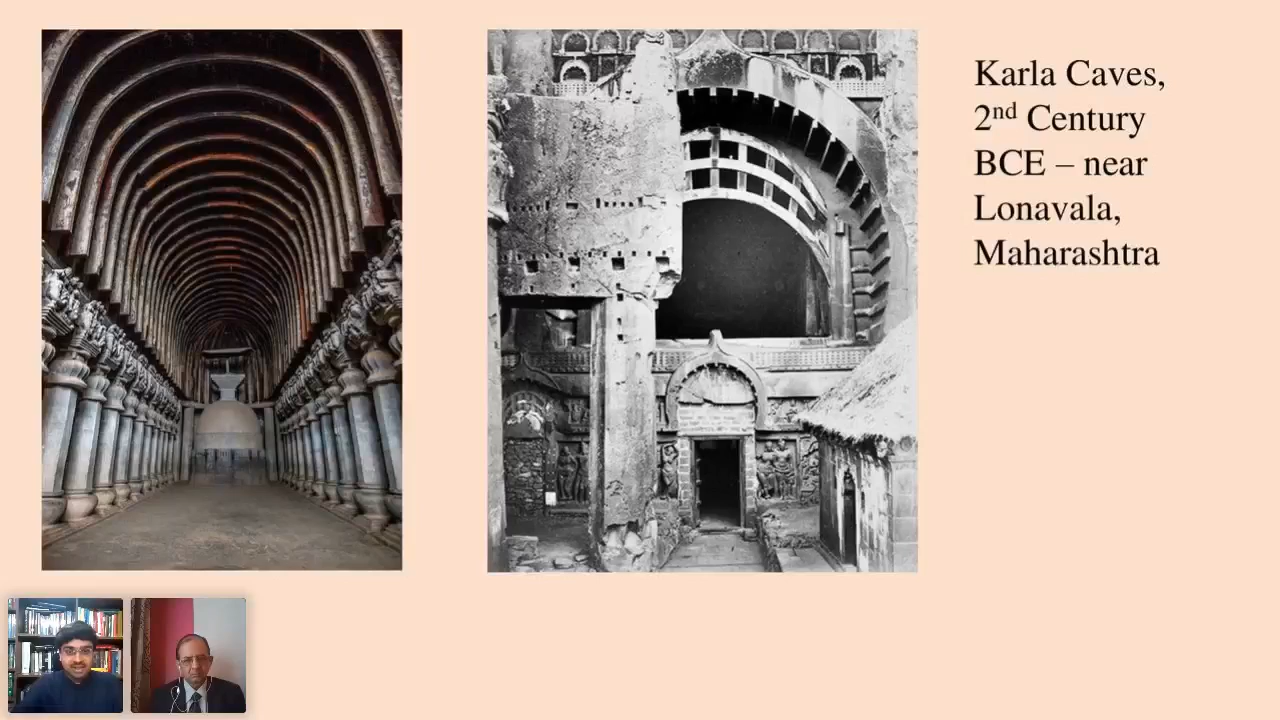 Karla Caves,
2nd Century
BCE – near
Lonavala,
Maharashtra